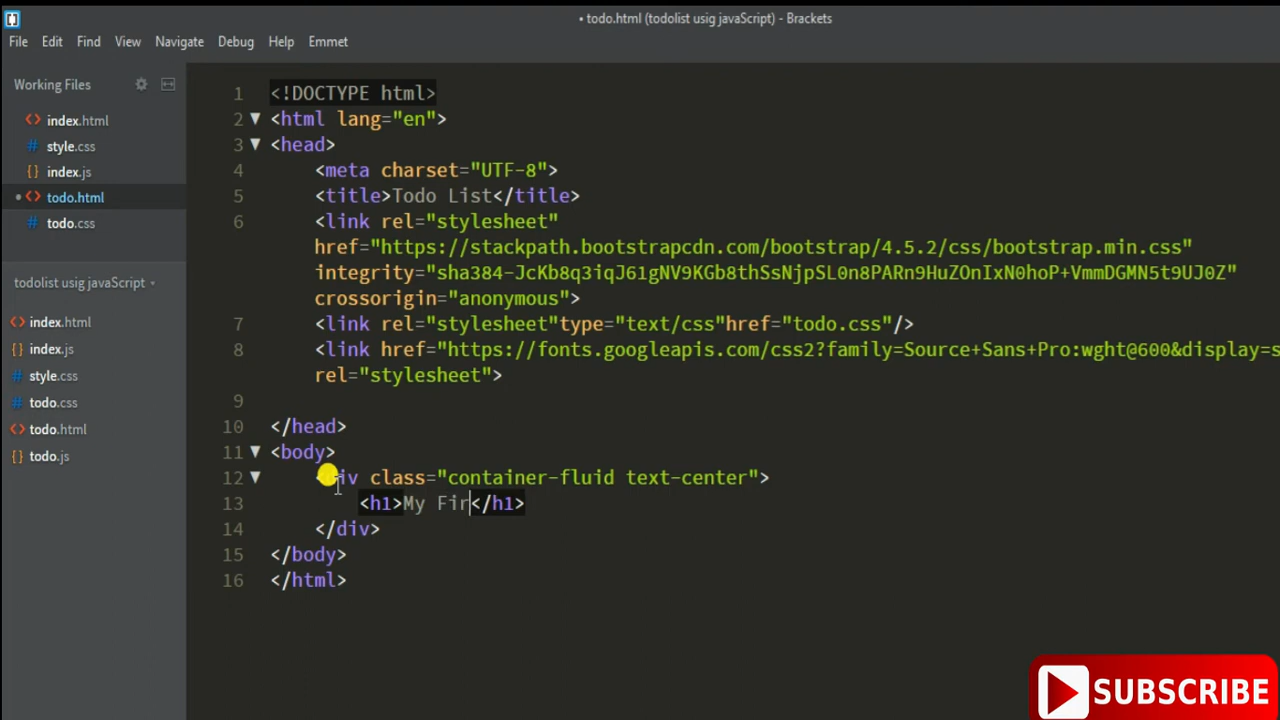 • todo.html (todolist usig javaScript) - Brackets
File Edit Find View Navigate Debug Help Emmet
Working Files
index.html
style.css
index.js
• todo.html
todo.css
todolist usig javaScript
index.html
index.js
style.css
todo.css
todo.html
todo.js
1 <!DOCTYPE html>
2 <html lang="en">
3 <head>
4 <meta charset="UTF-8">
5 <title>Todo List</title>
6 <link rel="stylesheet"
href="https://stackpath.bootstrapcdn.com/bootstrap/4.5.2/css/bootstrap.min.css"
integrity="sha384-JcKb8q3iqJ61gNV9KGb8thSsNjpSL0n8PARn9HuZOnIxN0hoP+VmmDGMN5t9UJ0Z"
crossorigin="anonymous">
7 <link rel="stylesheet"type="text/css"href="todo.css"/>
8 <link href="https://fonts.googleapis.com/css2?family=Source+Sans+Pro:wght@600&display=s
rel="stylesheet">
9
10 </head>
11 <body>
12 iv class="container-fluid text-center">
13 <h1>My Fir</h1>
14 </div>
15 </body>
16 </html>
SUBSCRIBE